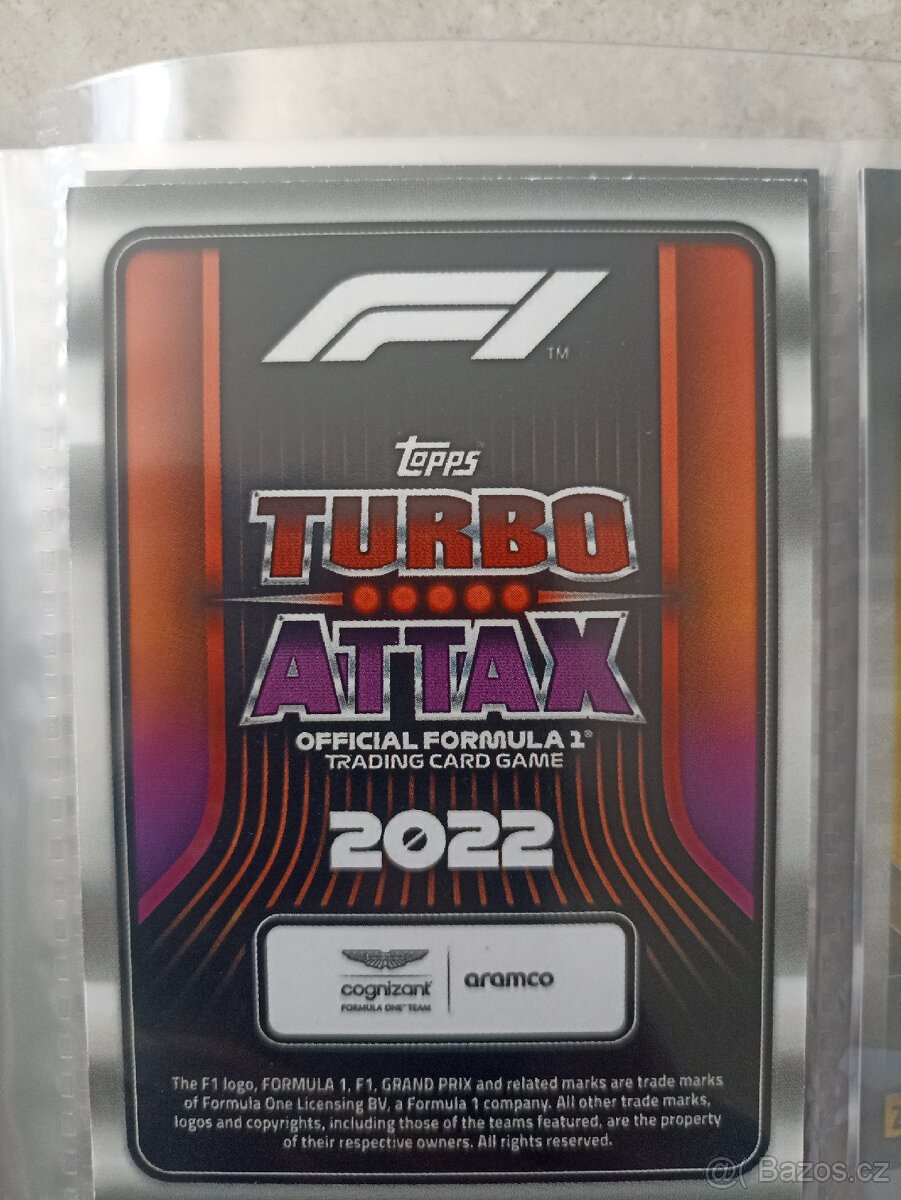 F1
TM
Topps
TURBO
ATTAX
OFFICIAL FORMULA 1®
TRADING CARD GAME
2022
cognizant
FORMULA ONE™ TEAM
aramco
The F1 logo, FORMULA 1, F1, GRAND PRIX and related marks are trade marks
of Formula One Licensing BV, a Formula 1 company. All other trade marks,
logos and copyrights, including those of the teams featured, are the property
of their respective owners. All rights reserved.
@( Bazos.cz